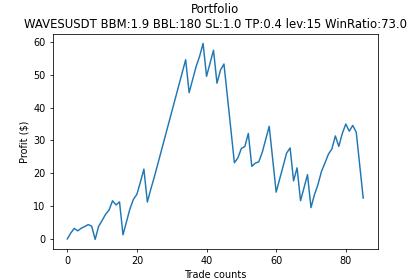 Portfolio
WAVESUSDT BBM:1.9 BBL:180 SL:1.0 TP:0.4 lev:15 WinRatio:73.0
60
50
40
30
20
10
0
Profit ($)
0 20 40 60 80
Trade counts